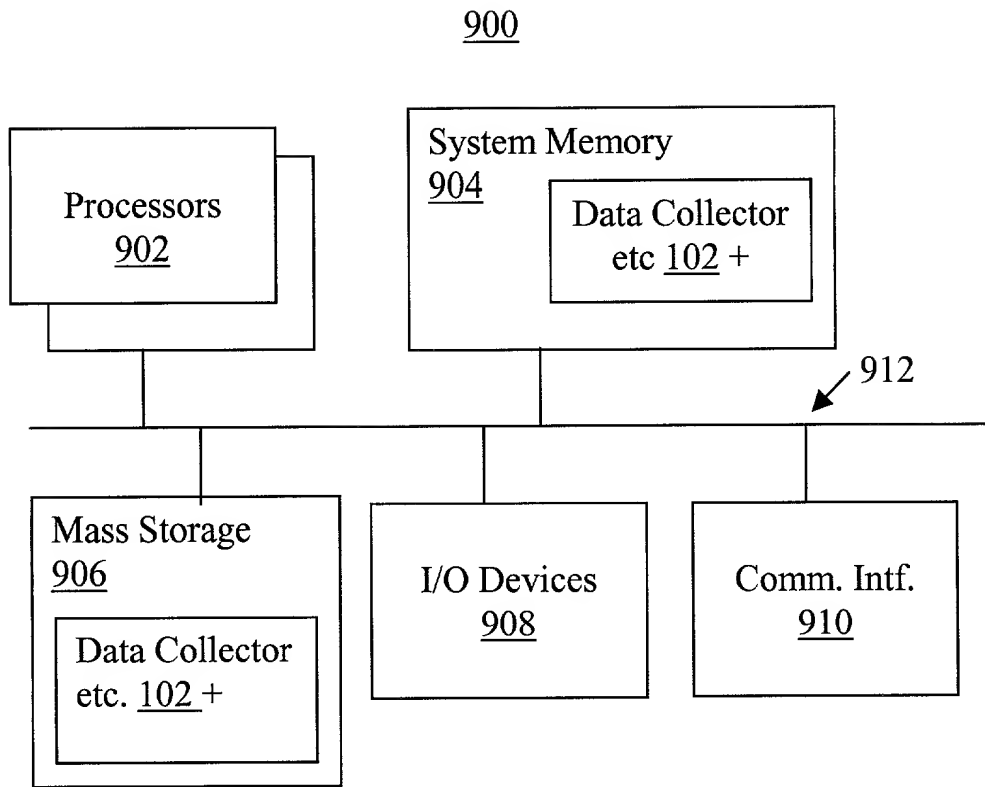 900
Processors
902
System Memory
904
Data Collector
etc 102 +
912
Mass Storage
906
Data Collector
etc. 102 +
I/O Devices
908
Comm. Intf.
910